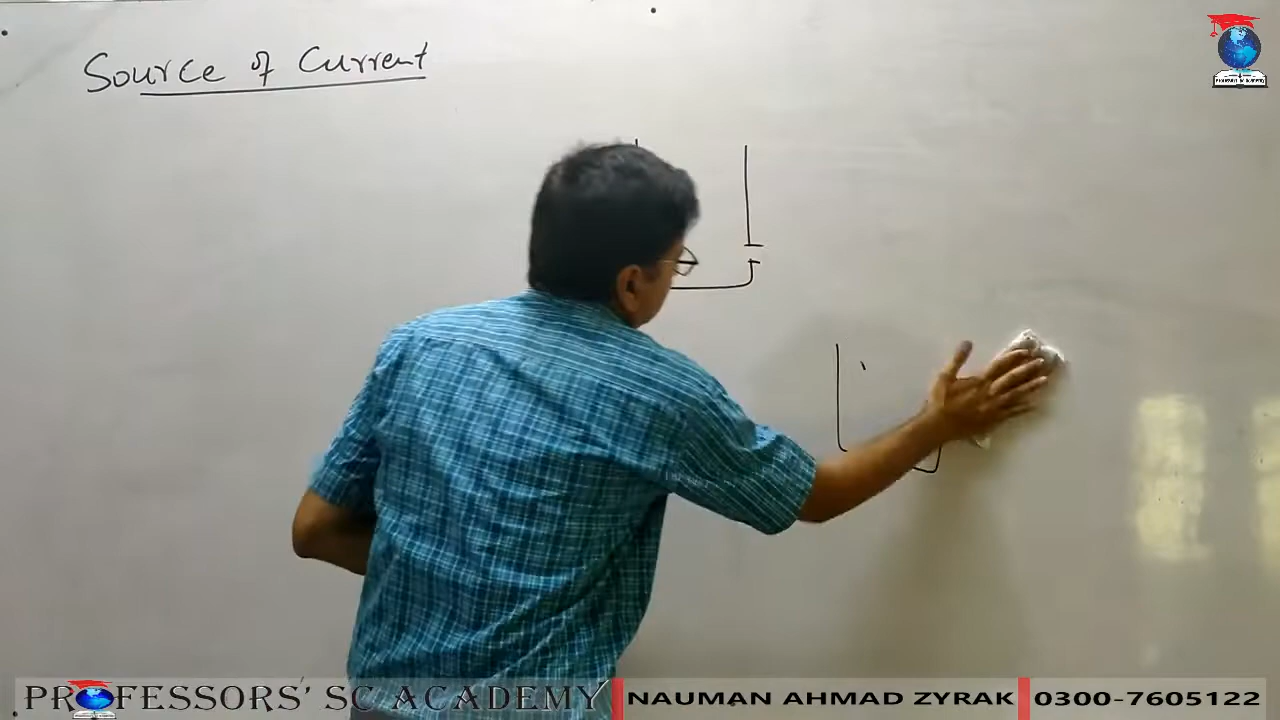 Source of Current
PROFESSORS' SC ACADEMY
NAUMAN AHMAD ZYRAK
0300-7605122